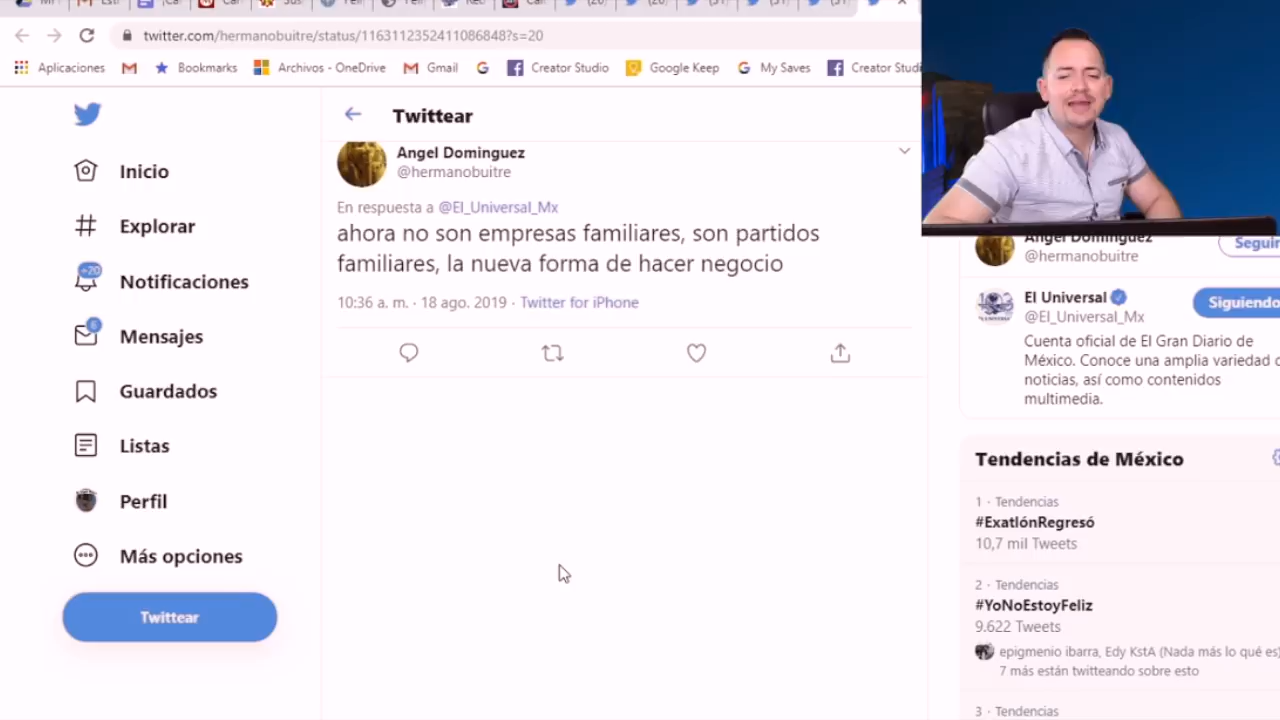 twitter.com/hermanobuitre/status/1163112352411086848?s=20
Aplicaciones
Bookmarks
Archivos - OneDrive
Gmail
Creator Studio
Google Keep
My Saves
Creator Studi
Twittear
Angel Dominguez
@hermanobuitre
En respuesta a @El_Universal_Mx
ahora no son empresas familiares, son partidos
familiares, la nueva forma de hacer negocio
10:36 a. m. · 18 ago. 2019 · Twitter for iPhone
+20
6
Inicio
Explorar
Notificaciones
Mensajes
Guardados
Listas
Perfil
Más opciones
Twittear
Angel Dominguez
@hermanobuitre
Seguir
El Universal
@El_Universal_Mx
Siguiendo
Cuenta oficial de El Gran Diario de
México. Conoce una amplia variedad d
noticias, así como contenidos
multimedia.
Tendencias de México
1 · Tendencias
#ExatlónRegresó
10,7 mil Tweets
2 · Tendencias
#YoNoEstoyFeliz
9.622 Tweets
epigmenio ibarra, Edy KstA (Nada más lo qué es)
7 más están twitteando sobre esto
3 · Tendencias